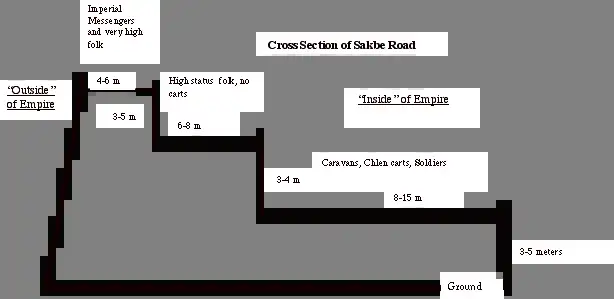 Imperial
Messengers
and very high
folk
Cross Section of Sakbe Road
"Outside"
of Empire
4-6 m
High status folk, no
carts
"Inside" of Empire
3-5 m
6-8 m
Caravans, Chlen carts, Soldiers
3-4 m
8-15 m
3-5 meters
Ground